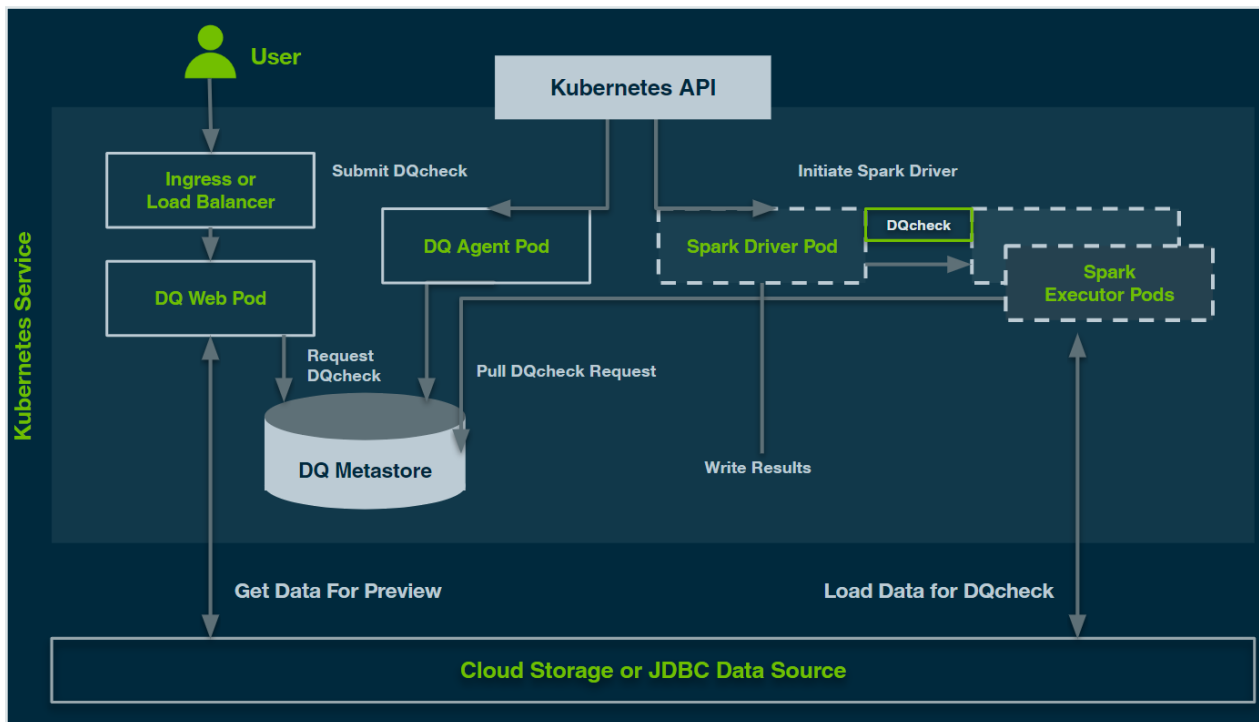 User
Kubernetes API
Submit DQcheck
Initiate Spark Driver
Ingress or
Load Balancer
DQ Agent Pod
Spark Driver Pod
DQcheck
Spark
Executor Pods
DQ Web Pod
Kubernetes Service
Request
DQcheck
Pull DQcheck Request
DQ Metastore
Write Results
Get Data For Preview
Load Data for DQcheck
Cloud Storage or JDBC Data Source